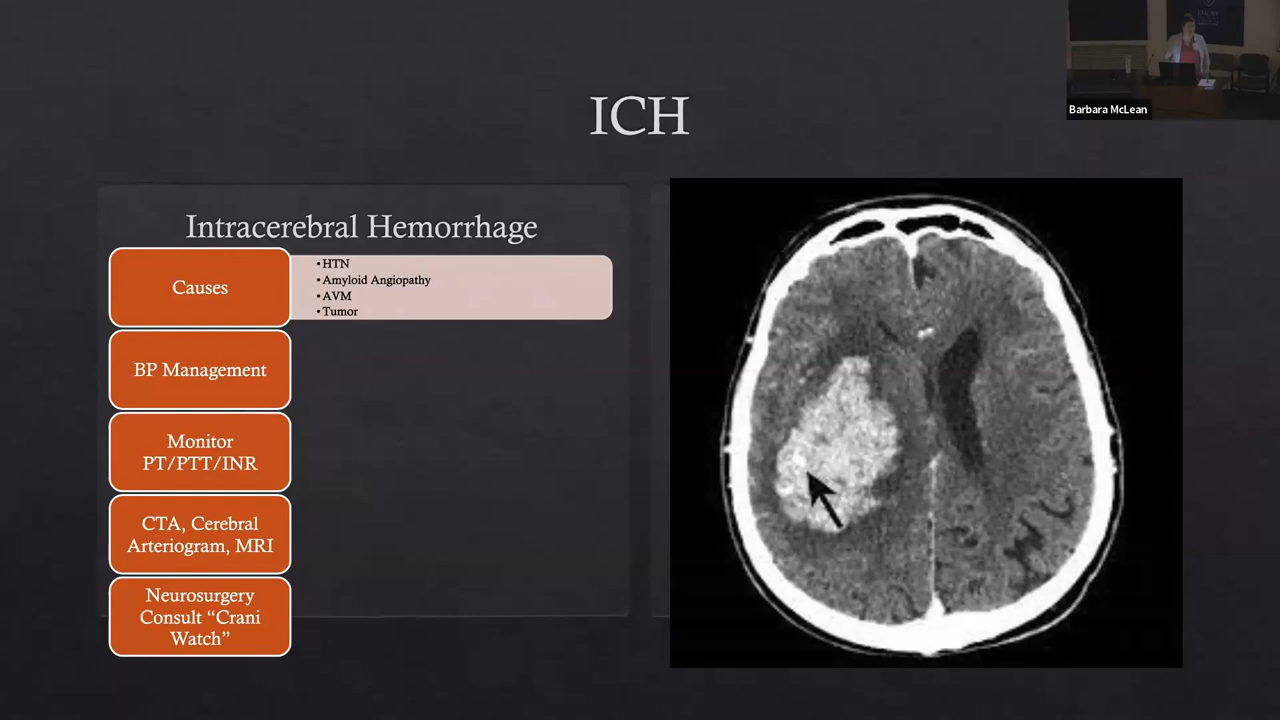 ICH
Barbara McLean
Intracerebral Hemorrhage
Causes
• HTN
• Amyloid Angiopathy
• AVM
• Tumor
BP Management
Monitor
PT/PTT/INR
CTA, Cerebral
Arteriogram, MRI
Neurosurgery
Consult “Crani
Watch”